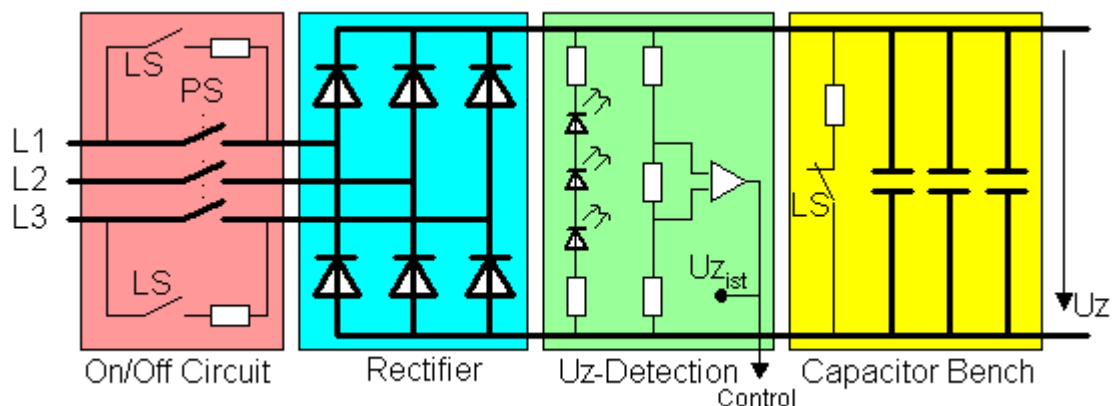 LS
PS
L1
L2
L3
LS
LS
Uz_ist
Uz
On/Off Circuit
Rectifier
Uz-Detection
Capacitor Bench
Control